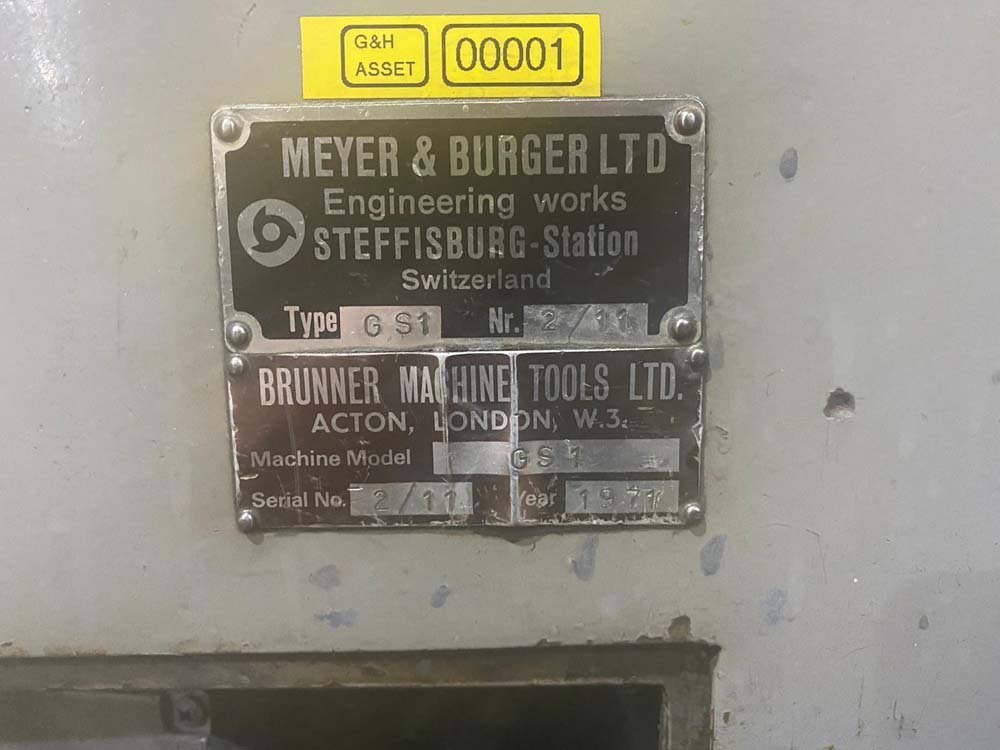 G&H
ASSET
00001
MEYER & BURGER LTD
Engineering works
STEFFISBURG-Station
Switzerland
Type GS1 Nr. 2/11
BRUNNER MACHINE TOOLS LTD.
ACTON, LONDON, W.3.
Machine Model GS1
Serial No. 2/11 Year 1971